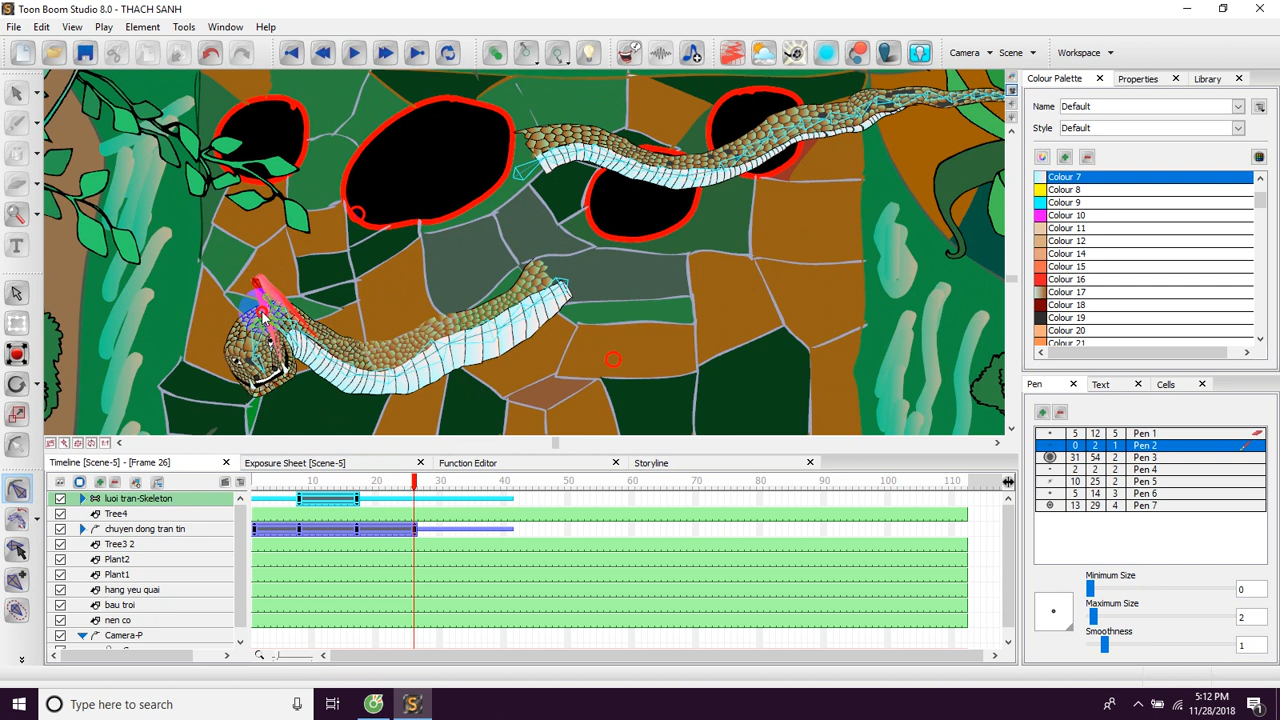 Toon Boom Studio 8.0 - THACH SANH
File Edit View Play Element Tools Window Help
Camera Scene Workspace
Colour Palette Properties Library
Name Default
Style Default
Colour 7
Colour 8
Colour 9
Colour 10
Colour 11
Colour 12
Colour 14
Colour 15
Colour 16
Colour 17
Colour 18
Colour 19
Colour 20
Colour 21
Pen Text Cells
5 12 5 Pen 1
0 2 1 Pen 2
31 54 2 Pen 3
2 2 2 Pen 4
10 25 2 Pen 5
5 14 3 Pen 6
13 29 4 Pen 7
Minimum Size
0
Maximum Size
2
Smoothness
1
Timeline [Scene-5] - [Frame 26] Exposure Sheet [Scene-5] Function Editor Storyline
10 20 30 40 50 60 70 80 90 100 110
luoi tran-Skeleton
Tree4
chuyen dong tran tin
Tree3 2
Plant2
Plant1
hang yeu quai
bau troi
nen co
Camera-P
Type here to search
5:12 PM
11/28/2018